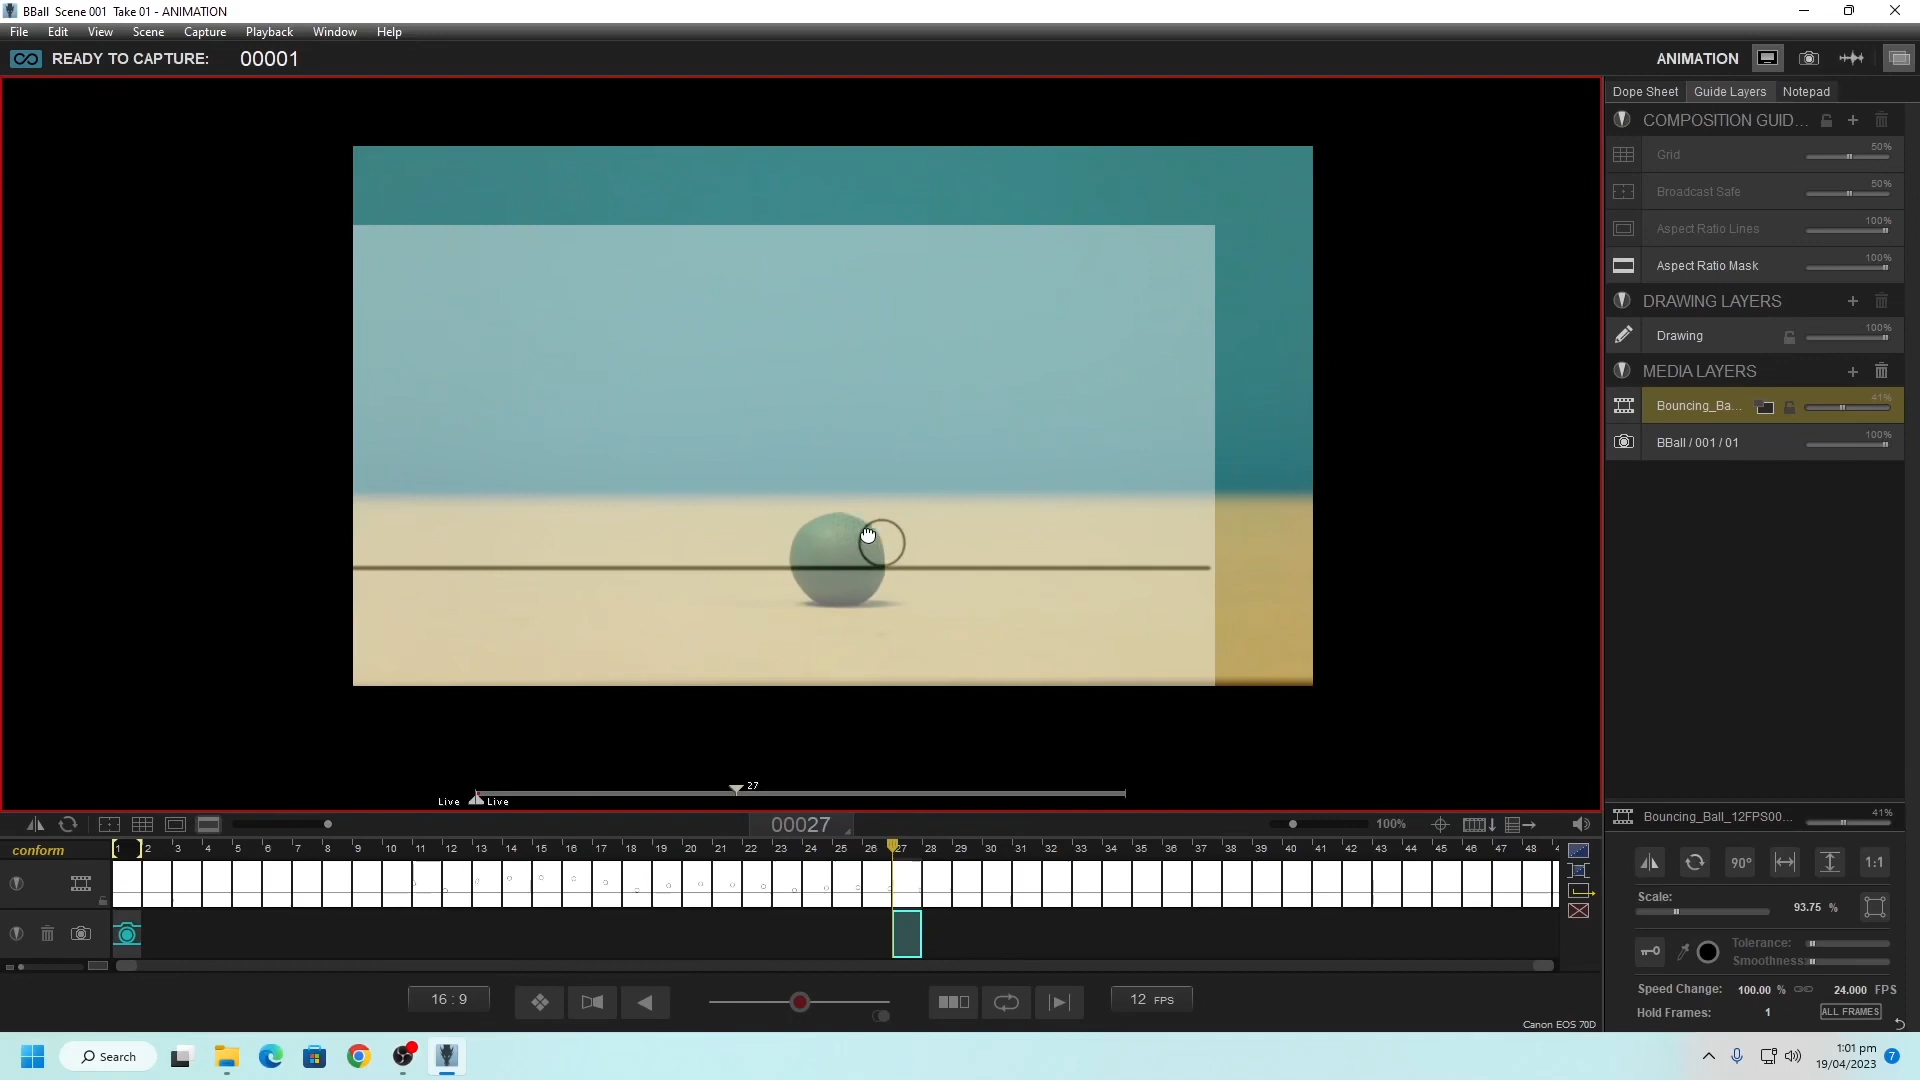 BBall  Scene 001  Take 01 - ANIMATION
File Edit View Scene Capture Playback Window Help
READY TO CAPTURE: 00001
ANIMATION
Dope Sheet Guide Layers Notepad
COMPOSITION GUID...
Grid 50%
Broadcast Safe 50%
Aspect Ratio Lines 100%
Aspect Ratio Mask 100%
DRAWING LAYERS
Drawing 100%
MEDIA LAYERS
Bouncing_Ba... 41%
BBall / 001 / 01 100%
27
Live Live
00027 100%
conform 1 2 3 4 5 6 7 8 9 10 11 12 13 14 15 16 17 18 19 20 21 22 23 24 25 26 27 28 29 30 31 32 33 34 35 36 37 38 39 40 41 42 43 44 45 46 47 48
16 : 9 12 FPS
Canon EOS 70D
Bouncing_Ball_12FPS00... 41%
90° 1:1
Scale: 93.75 %
Tolerance:
Smoothness:
Speed Change: 100.00 % 24.000 FPS
Hold Frames: 1 ALL FRAMES
Search
1:01 pm
19/04/2023
7